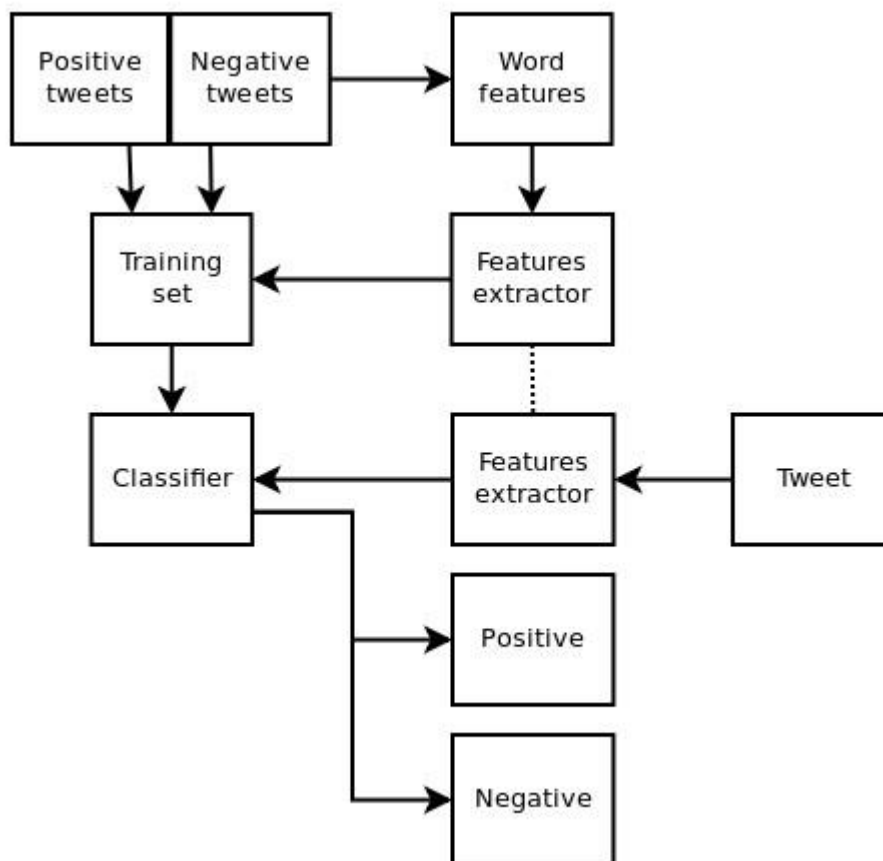 Positive
tweets
Negative
tweets
Word
features
Training
set
Features
extractor
Classifier
Features
extractor
Tweet
Positive
Negative